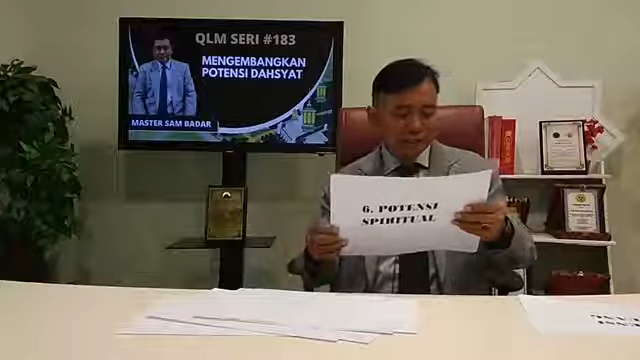 QLM SERI #183
MENGEMBANGKAN
POTENSI DAHSYAT
MASTER SAM BADAR
6. POTENSI
SPIRITUAL